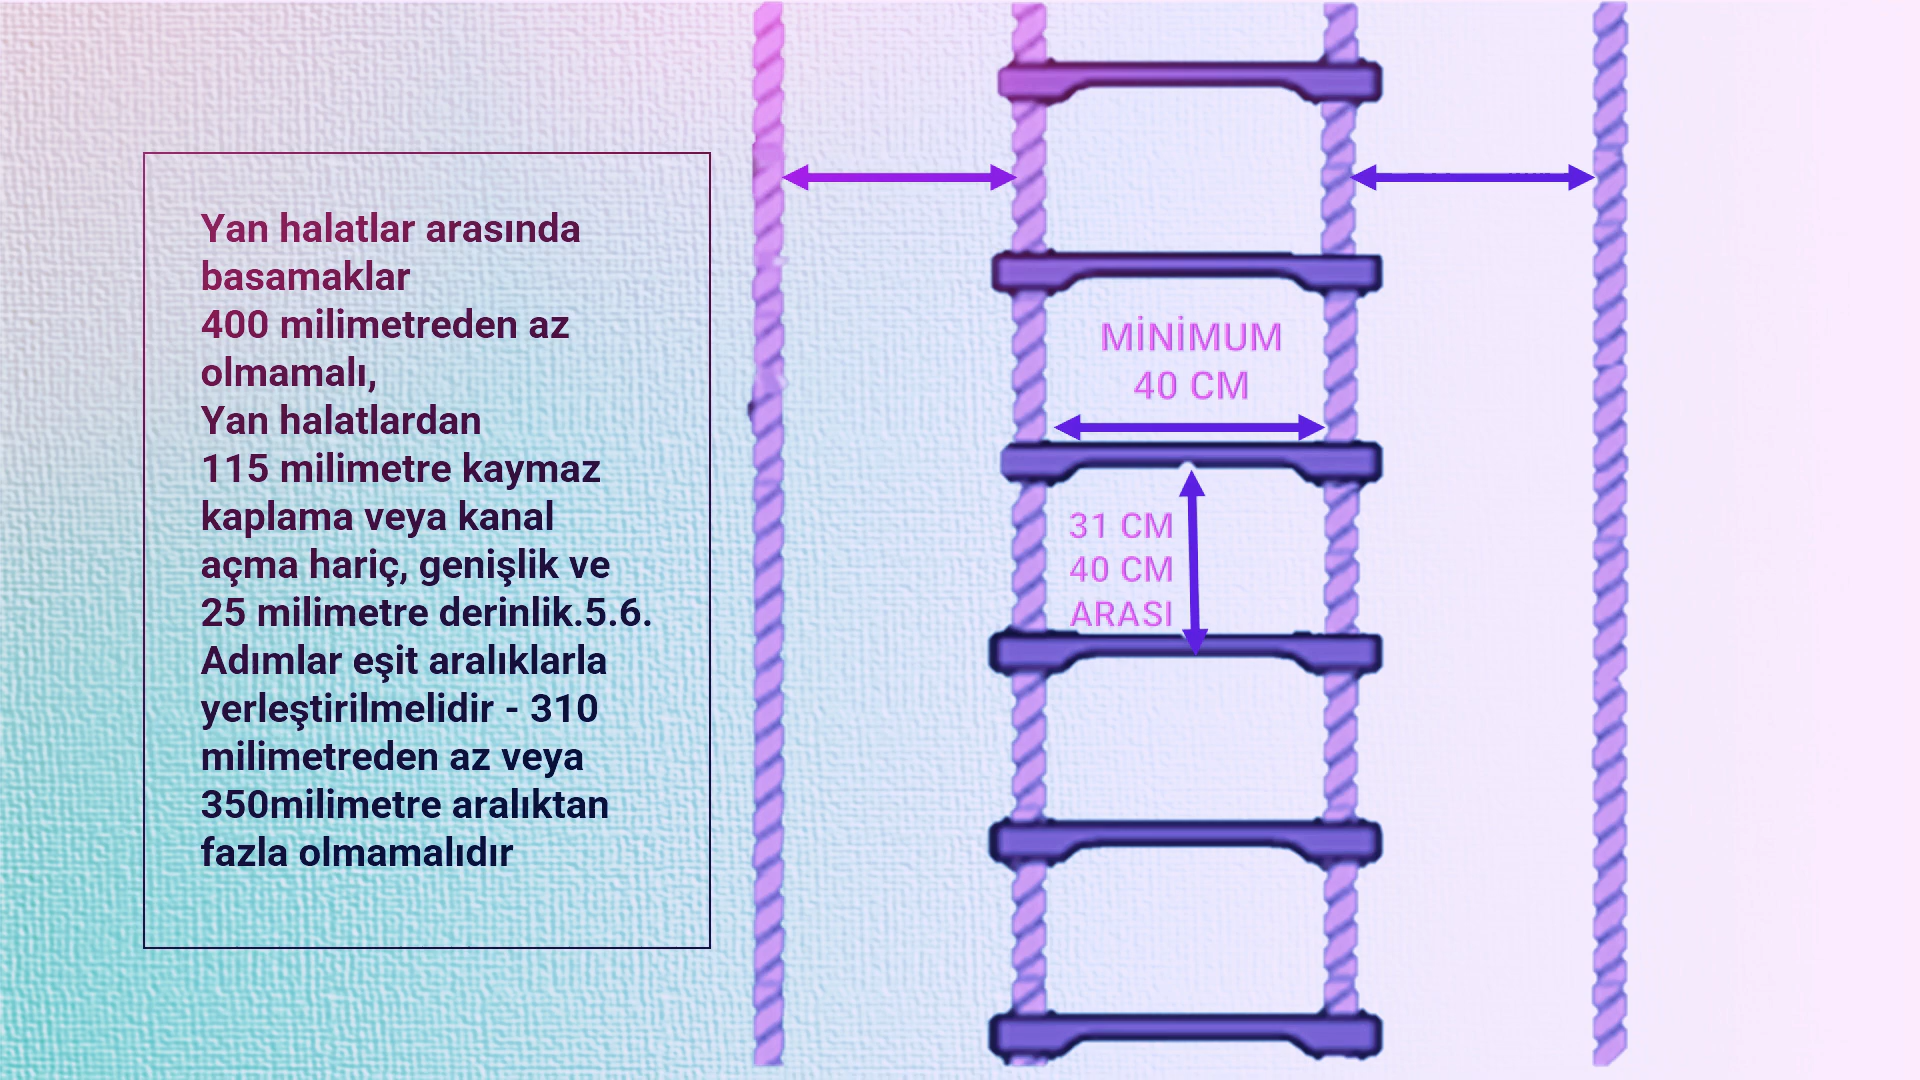 Yan halatlar arasında
basamaklar
400 milimetreden az
olmamalı,
Yan halatlardan
115 milimetre kaymaz
kaplama veya kanal
açma hariç, genişlik ve
25 milimetre derinlik.5.6.
Adımlar eşit aralıklarla
yerleştirilmelidir - 310
milimetreden az veya
350milimetre aralıktan
fazla olmamalıdır
MİNİMUM
40 CM
31 CM
40 CM
ARASI